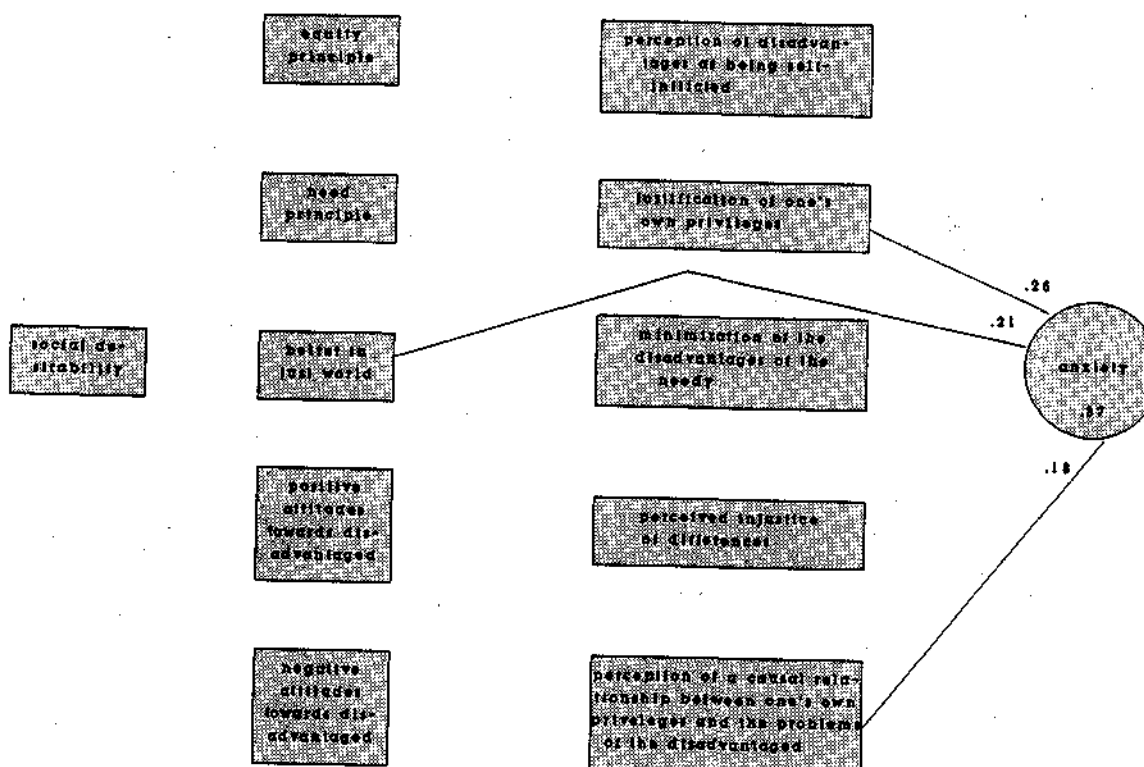 equity
principle
perception of disadvan-
tages as being self-
inflicted
need
principle
justification of one's
own privileges
.26
.21
social de-
sirability
belief in
just world
minimization of the
disadvantages of the
needy
anxiety
.37
.18
positive
attitudes
towards dis-
advantaged
perceived injustice
of differences
negative
attitudes
towards dis-
advantaged
perception of a causal rela-
tionship between one's own
priveleges and the problems
of the disadvantaged